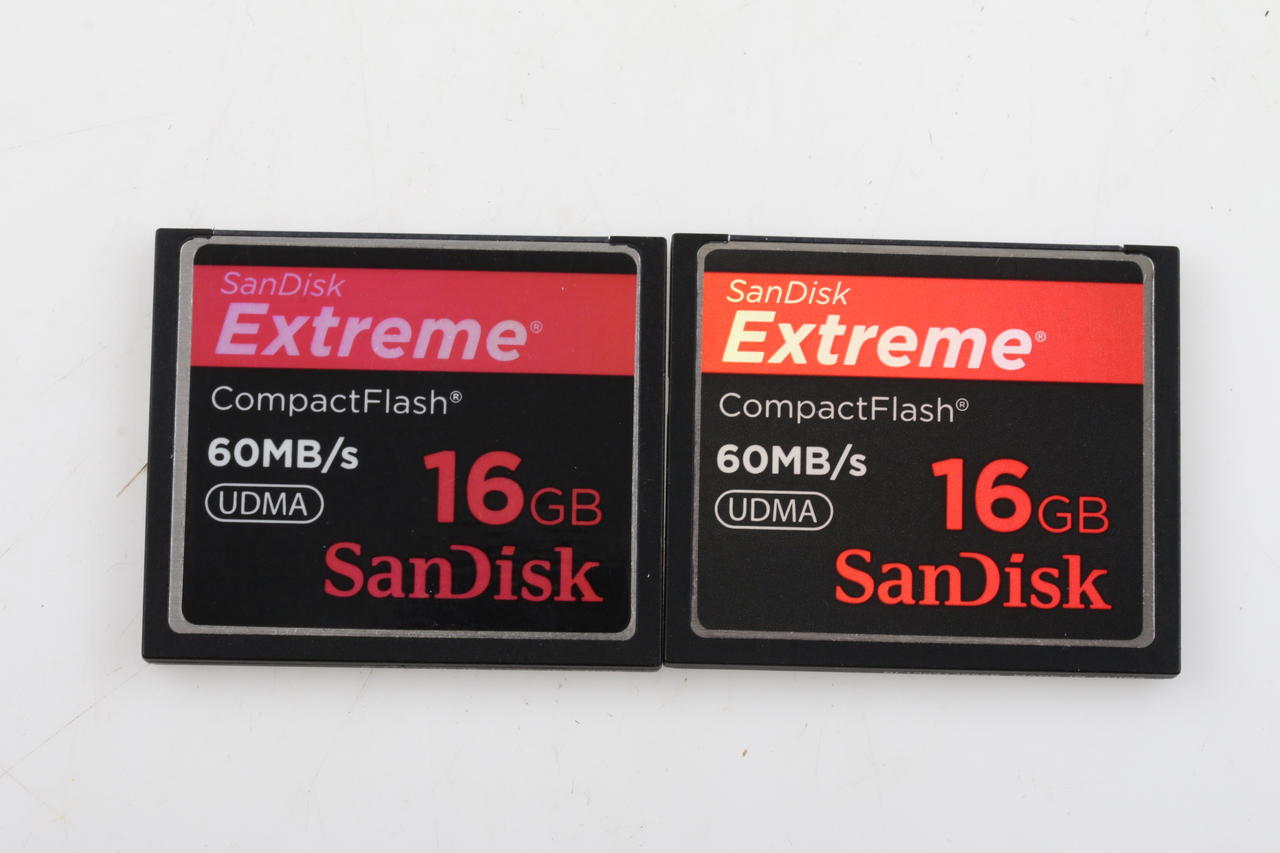 SanDisk
Extreme®
CompactFlash®
60MB/s
UDMA
16GB
SanDisk
SanDisk
Extreme®
CompactFlash®
60MB/s
UDMA
16GB
SanDisk